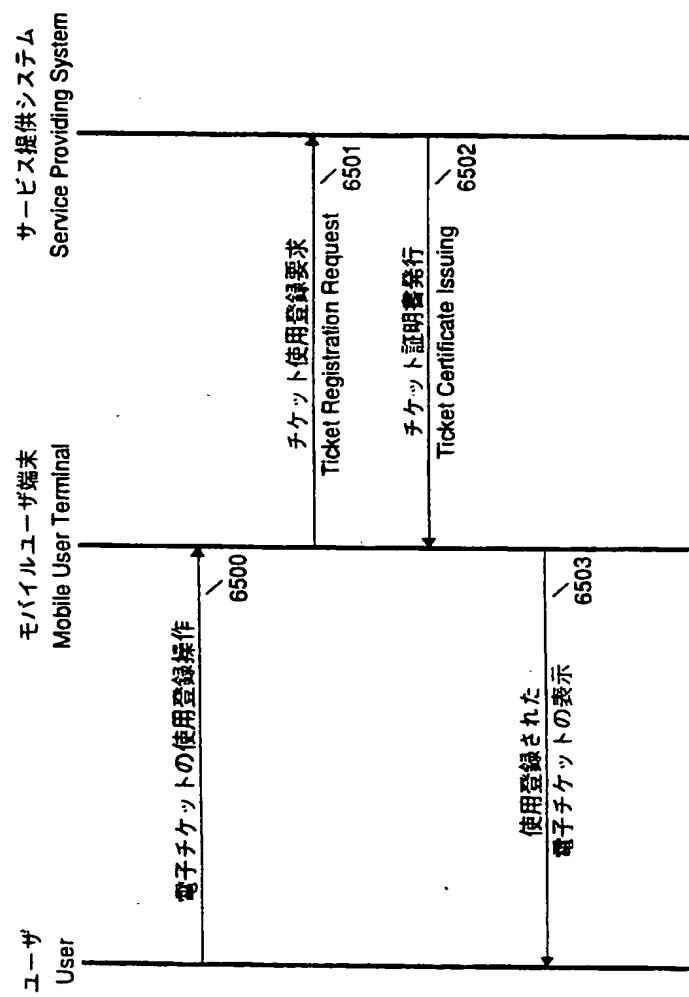 ユーザ
User
モバイルユーザ端末
Mobile User Terminal
サービス提供システム
Service Providing System
電子チケットの使用登録操作
6500
チケット使用登録要求
6501
Ticket Registration Request
チケット証明書発行
6502
Ticket Certificate Issuing
使用登録された
電子チケットの表示
6503